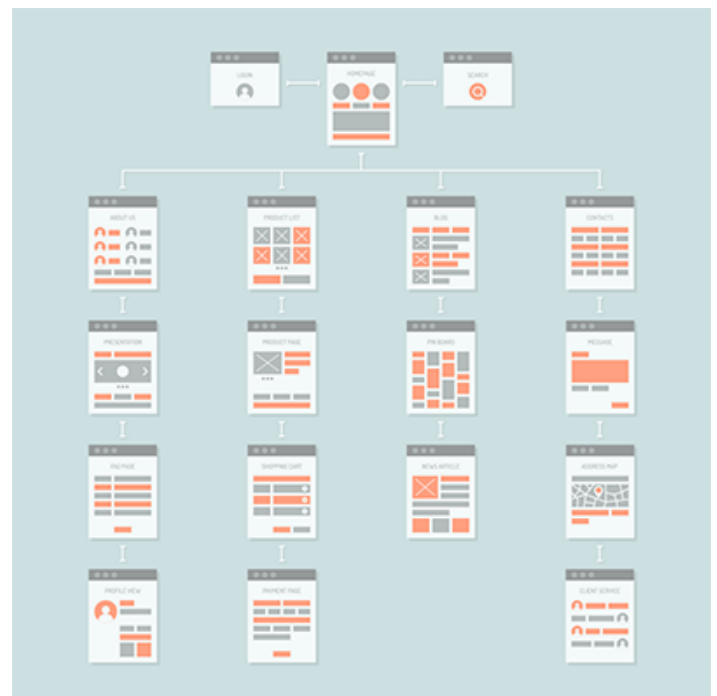 LOGIN
HOMEPAGE
SEARCH
ABOUT US
PRODUCT LIST
BLOG
CONTACTS
PRESENTATION
PRODUCT PAGE
PIN BOARD
MESSAGE
FAQ PAGE
SHOPPING CART
NEWS ARTICLE
ADDRESS MAP
PROFILE VIEW
PAYMENT PAGE
CLIENT SERVICE